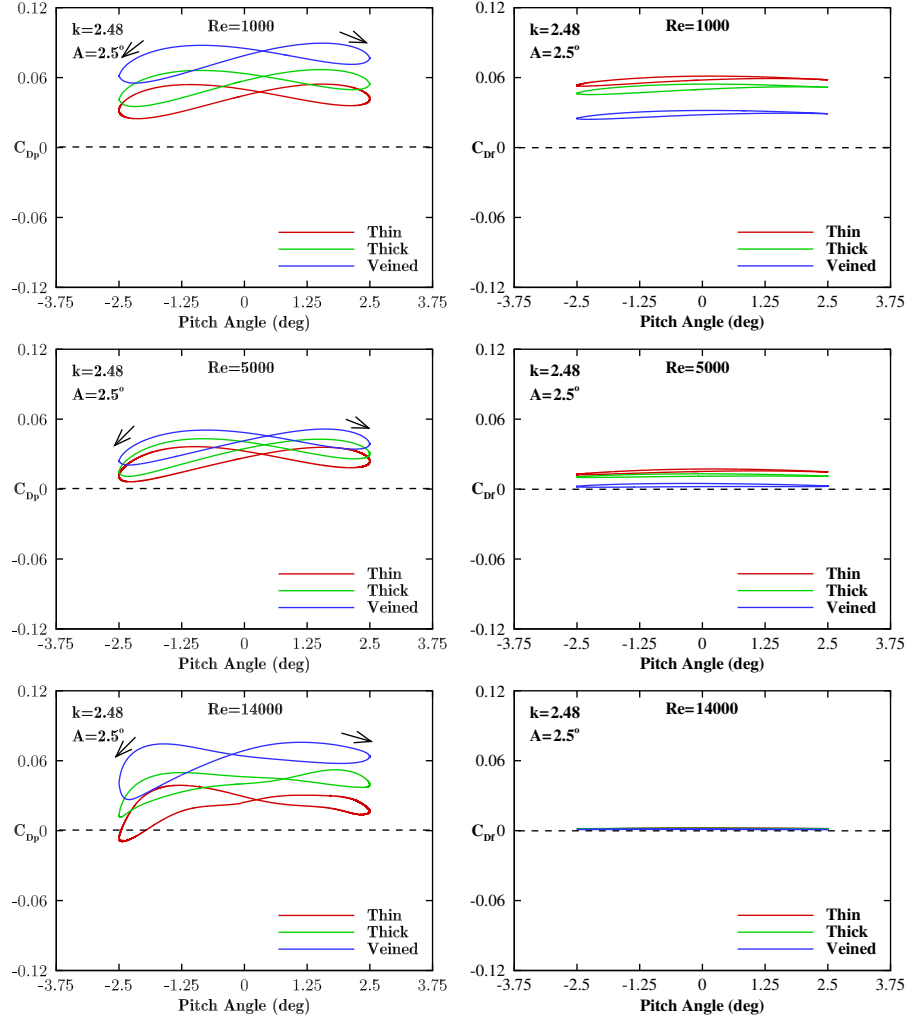 0.12
k=2.48
Re=1000
A=2.5°
0.06
C_Dp 0
-0.06
Thin
Thick
Veined
-0.12
-3.75 -2.5 -1.25 0 1.25 2.5 3.75
Pitch Angle (deg)
0.12
k=2.48
Re=1000
A=2.5°
0.06
C_Df 0
-0.06
Thin
Thick
Veined
-0.12
-3.75 -2.5 -1.25 0 1.25 2.5 3.75
Pitch Angle (deg)
0.12
k=2.48
Re=5000
A=2.5°
0.06
C_Dp 0
-0.06
Thin
Thick
Veined
-0.12
-3.75 -2.5 -1.25 0 1.25 2.5 3.75
Pitch Angle (deg)
0.12
k=2.48
Re=5000
A=2.5°
0.06
C_Df 0
-0.06
Thin
Thick
Veined
-0.12
-3.75 -2.5 -1.25 0 1.25 2.5 3.75
Pitch Angle (deg)
0.12
k=2.48
Re=14000
A=2.5°
0.06
C_Dp 0
-0.06
Thin
Thick
Veined
-0.12
-3.75 -2.5 -1.25 0 1.25 2.5 3.75
Pitch Angle (deg)
0.12
k=2.48
Re=14000
A=2.5°
0.06
C_Df 0
-0.06
Thin
Thick
Veined
-0.12
-3.75 -2.5 -1.25 0 1.25 2.5 3.75
Pitch Angle (deg)